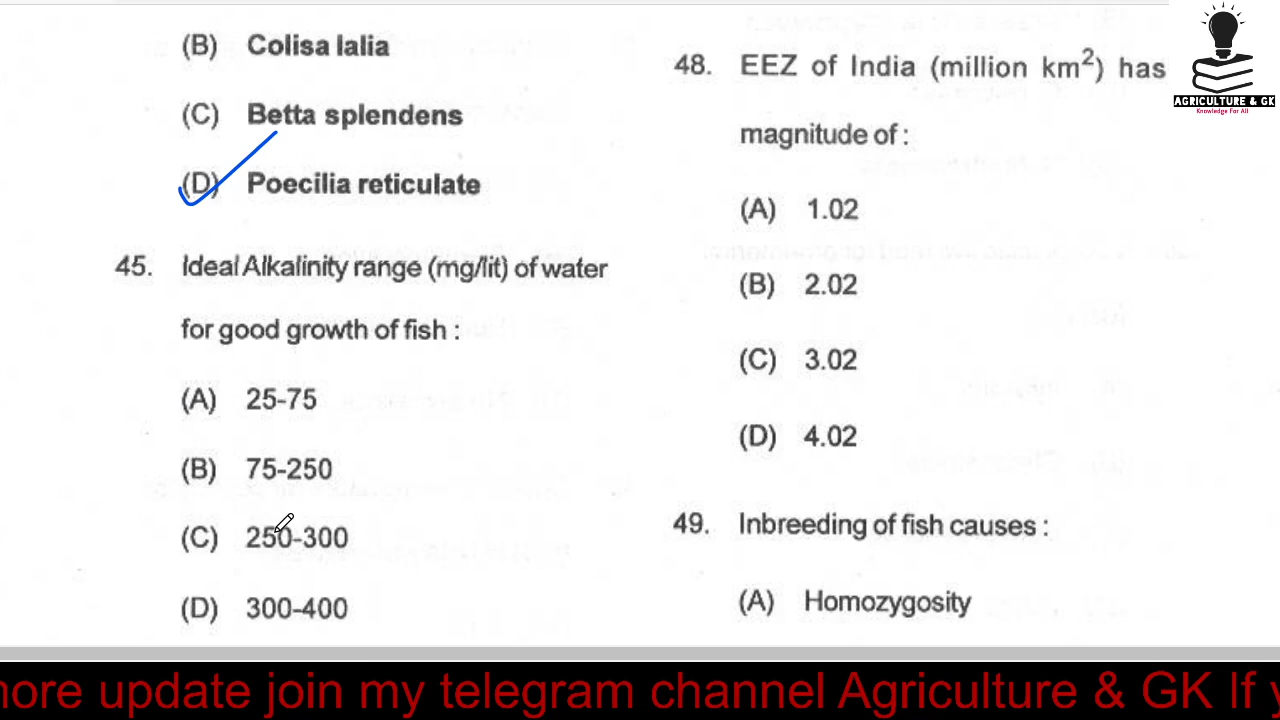 (B) Colisa lalia
(C) Betta splendens
(D) Poecilia reticulate
45. Ideal Alkalinity range (mg/lit) of water
for good growth of fish :
(A) 25-75
(B) 75-250
(C) 250-300
(D) 300-400
48. EEZ of India (million km²) has
magnitude of :
(A) 1.02
(B) 2.02
(C) 3.02
(D) 4.02
49. Inbreeding of fish causes :
(A) Homozygosity
AGRICULTURE & GK
Knowledge For All
more update join my telegram channel Agriculture & GK If y